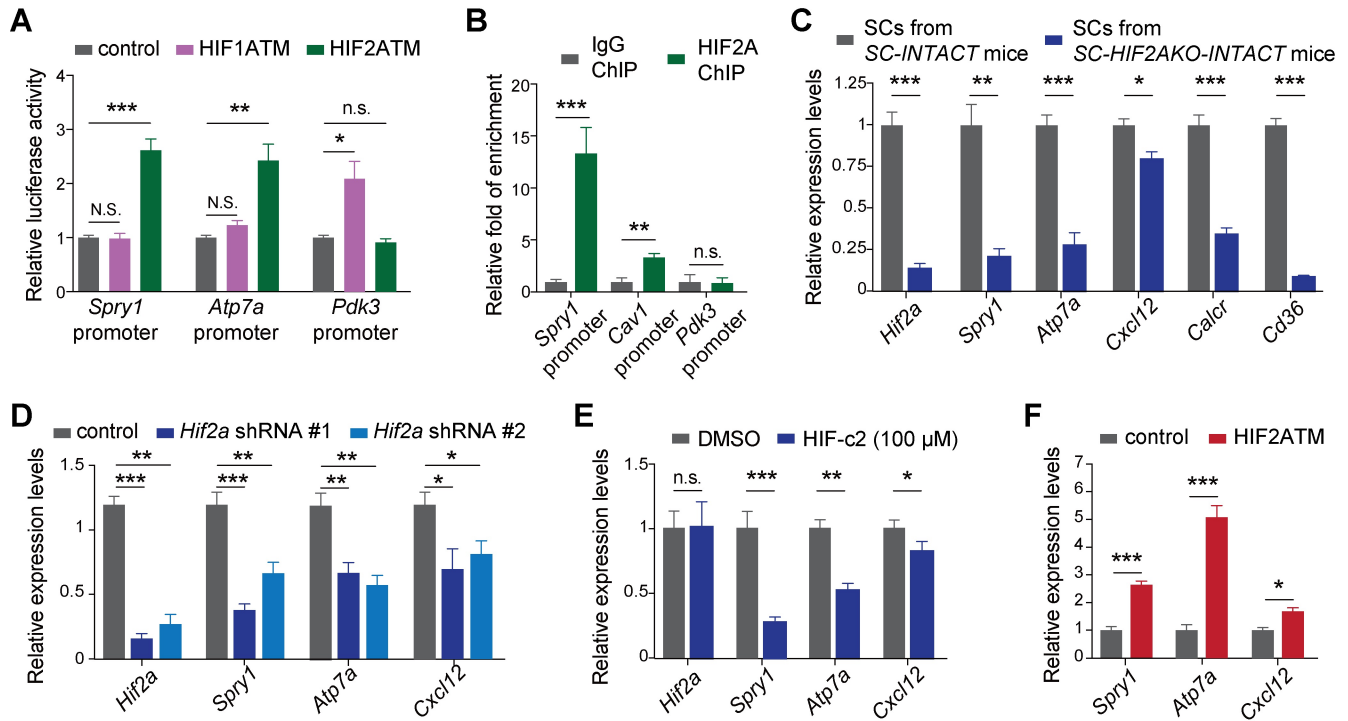 A
control HIF1ATM HIF2ATM
Relative luciferase activity
4
3
2
1
0
***
**
n.s.
*
N.S.
N.S.
Spry1 promoter
Atp7a promoter
Pdk3 promoter
B
IgG ChIP
HIF2A ChIP
Relative fold of enrichment
20
15
10
5
0
***
**
n.s.
Spry1 promoter
Cav1 promoter
Pdk3 promoter
C
SCs from
SC-INTACT mice
SCs from
SC-HIF2AKO-INTACT mice
Relative expression levels
1.25
1
0.75
0.5
0.25
0
*** ** *** * *** ***
Hif2a Spry1 Atp7a Cxcl12 Calcr Cd36
D
control Hif2a shRNA #1 Hif2a shRNA #2
Relative expression levels
1.5
1
0.5
0
** ** ** *
*** *** ** *
Hif2a Spry1 Atp7a Cxcl12
E
DMSO HIF-c2 (100 µM)
Relative expression levels
1.5
1
0.5
0
n.s. *** ** *
Hif2a Spry1 Atp7a Cxcl12
F
control HIF2ATM
Relative expression levels
7
6
5
4
3
2
1
0
*** *** *
Spry1 Atp7a Cxcl12